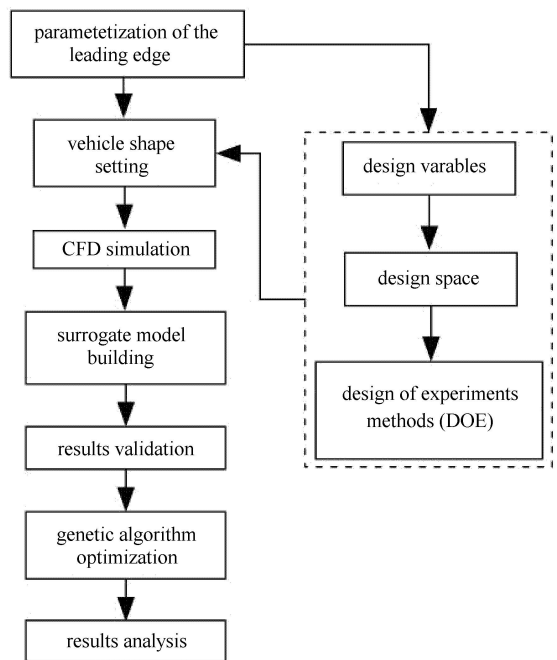 parametetization of the
leading edge
vehicle shape
setting
CFD simulation
surrogate model
building
results validation
genetic algorithm
optimization
results analysis
design varables
design space
design of experiments
methods (DOE)